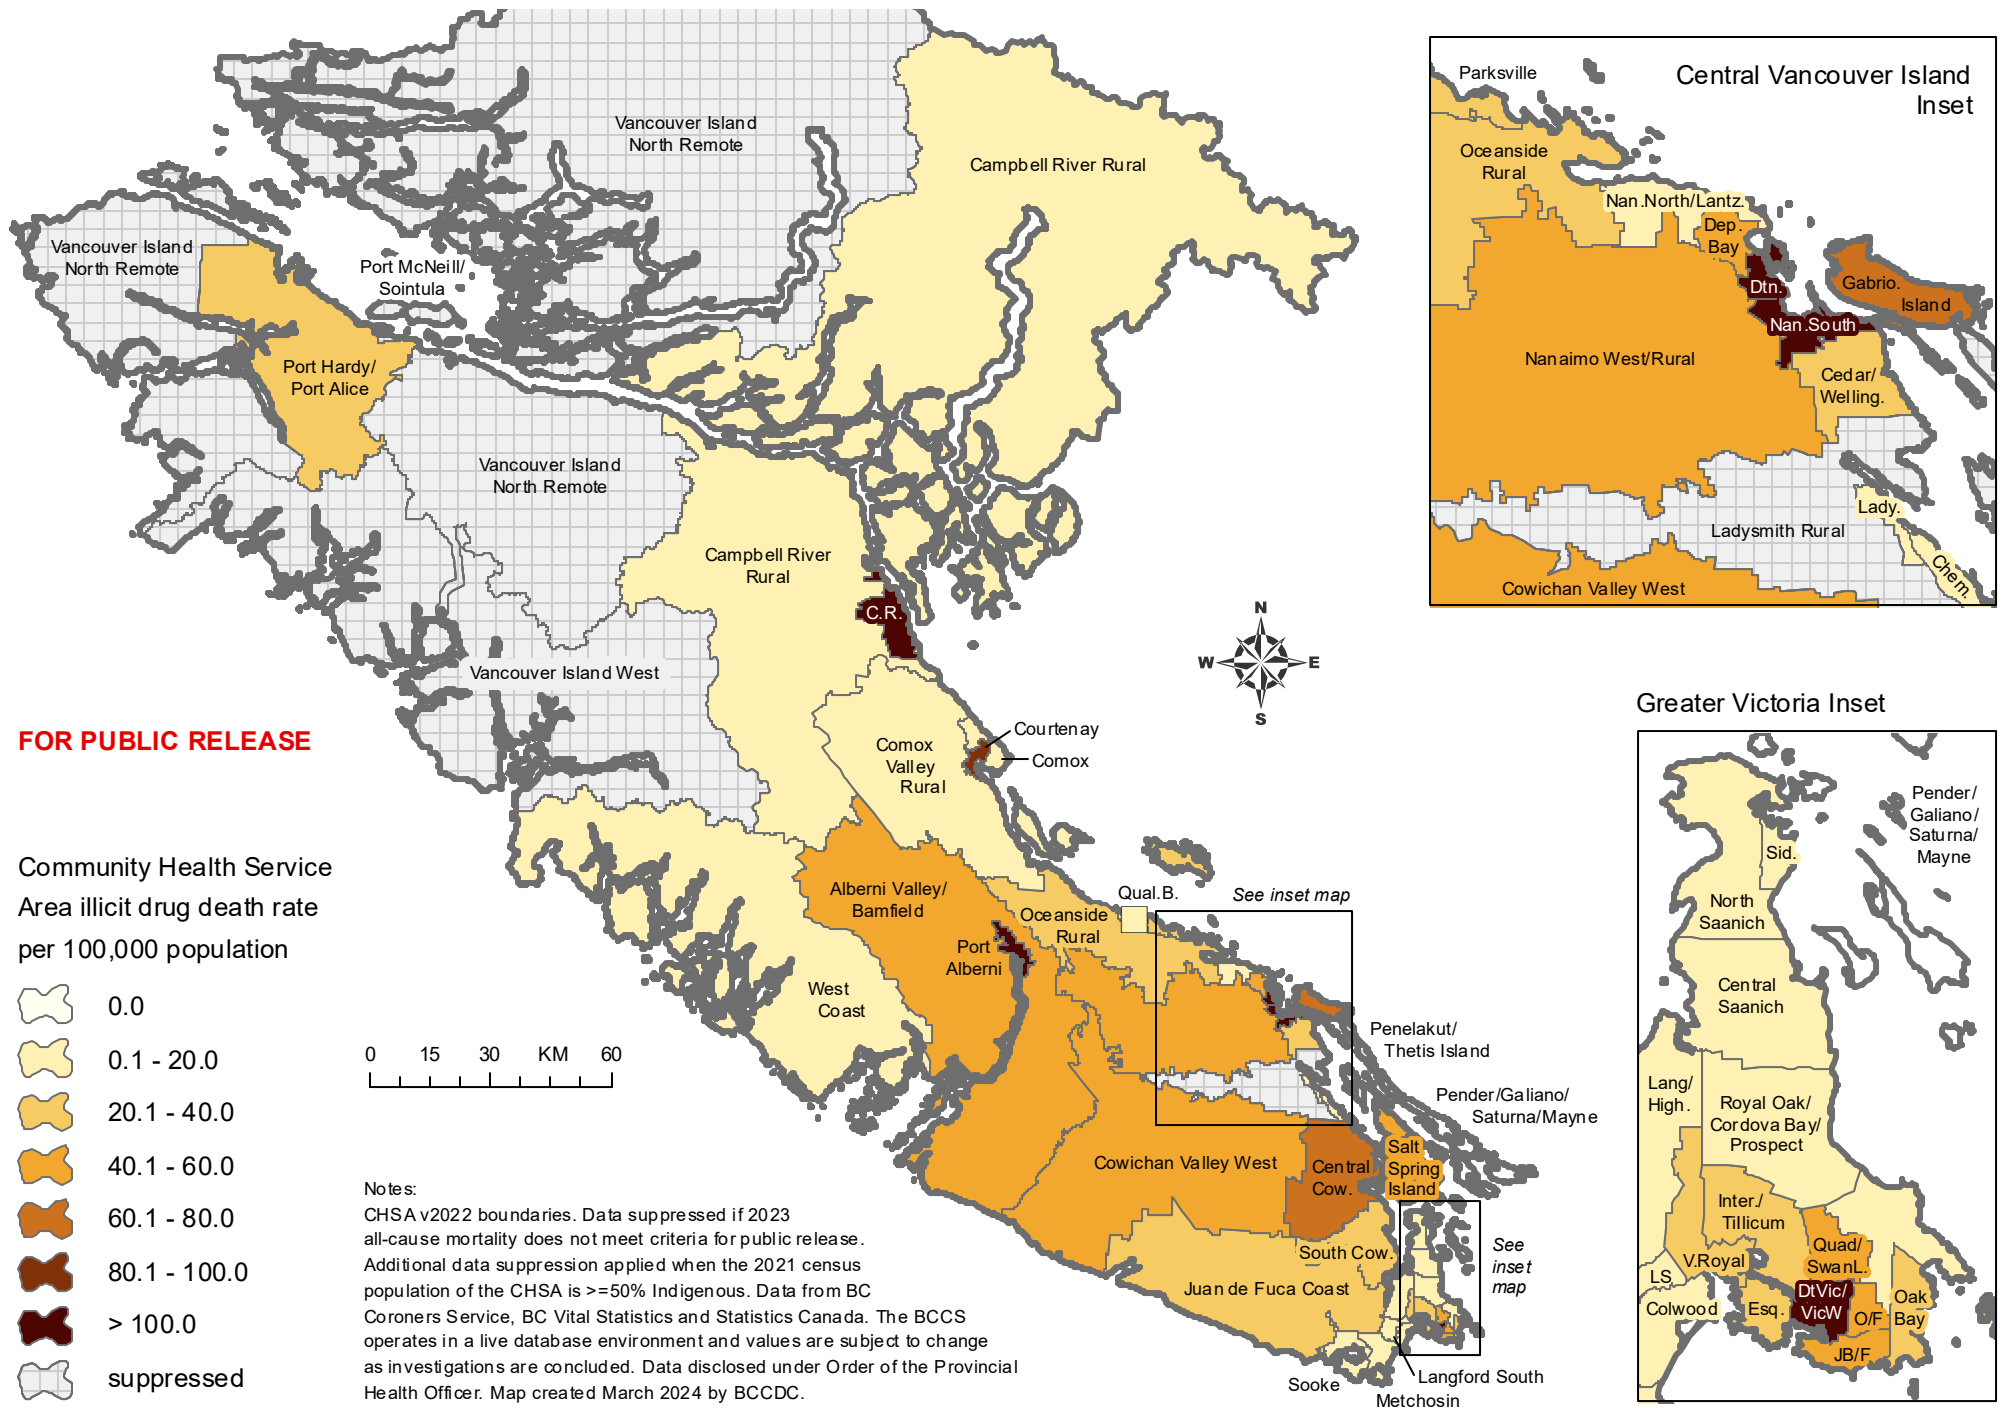 Vancouver Island
North Remote
Campbell River Rural
Vancouver Island
North Remote
Port McNeill/
Sointula
Port Hardy/
Port Alice
Vancouver Island
North Remote
Campbell River
Rural
C.R.
Vancouver Island West
Courtenay
Comox
Comox
Valley
Rural
Alberni Valley/
Bamfield
Port
Alberni
West
Coast
Oceanside
Rural
Qual.B.
See inset map
Penelakut/
Thetis Island
Pender/Galiano/
Saturna/Mayne
Cowichan Valley West
Central
Cow.
Salt
Spring
Island
South Cow.
Juan de Fuca Coast
See
inset
map
Sooke
Langford South
Metchosin
N
W
E
S
Central Vancouver Island
Inset
Parksville
Oceanside
Rural
Nan.North/Lantz.
Dep.
Bay
Dtn.
Gabrio.
Island
Nan.South
Nanaimo West/Rural
Cedar/
Welling.
Lady.
Ladysmith Rural
Chem.
Cowichan Valley West
Greater Victoria Inset
Pender/
Galiano/
Saturna/
Mayne
Sid.
North
Saanich
Central
Saanich
Lang/
High.
Royal Oak/
Cordova Bay/
Prospect
Inter./
Tillicum
Quad/
SwanL.
V.Royal
LS
Colwood
Esq.
DtVic/
VicW
O/F
Oak
Bay
JB/F
FOR PUBLIC RELEASE
Community Health Service
Area illicit drug death rate
per 100,000 population
0.0
0.1 - 20.0
20.1 - 40.0
40.1 - 60.0
60.1 - 80.0
80.1 - 100.0
> 100.0
suppressed
0 15 30 KM 60
Notes:
CHSA v2022 boundaries. Data suppressed if 2023
all-cause mortality does not meet criteria for public release.
Additional data suppression applied when the 2021 census
population of the CHSA is >=50% Indigenous. Data from BC
Coroners Service, BC Vital Statistics and Statistics Canada. The BCCS
operates in a live database environment and values are subject to change
as investigations are concluded. Data disclosed under Order of the Provincial
Health Officer. Map created March 2024 by BCCDC.